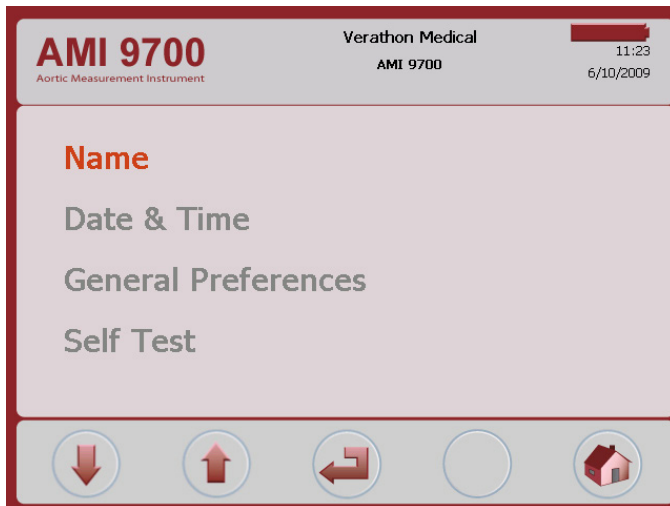 AMI 9700
Aortic Measurement Instrument
Verathon Medical
AMI 9700
11:23
6/10/2009
Name
Date & Time
General Preferences
Self Test